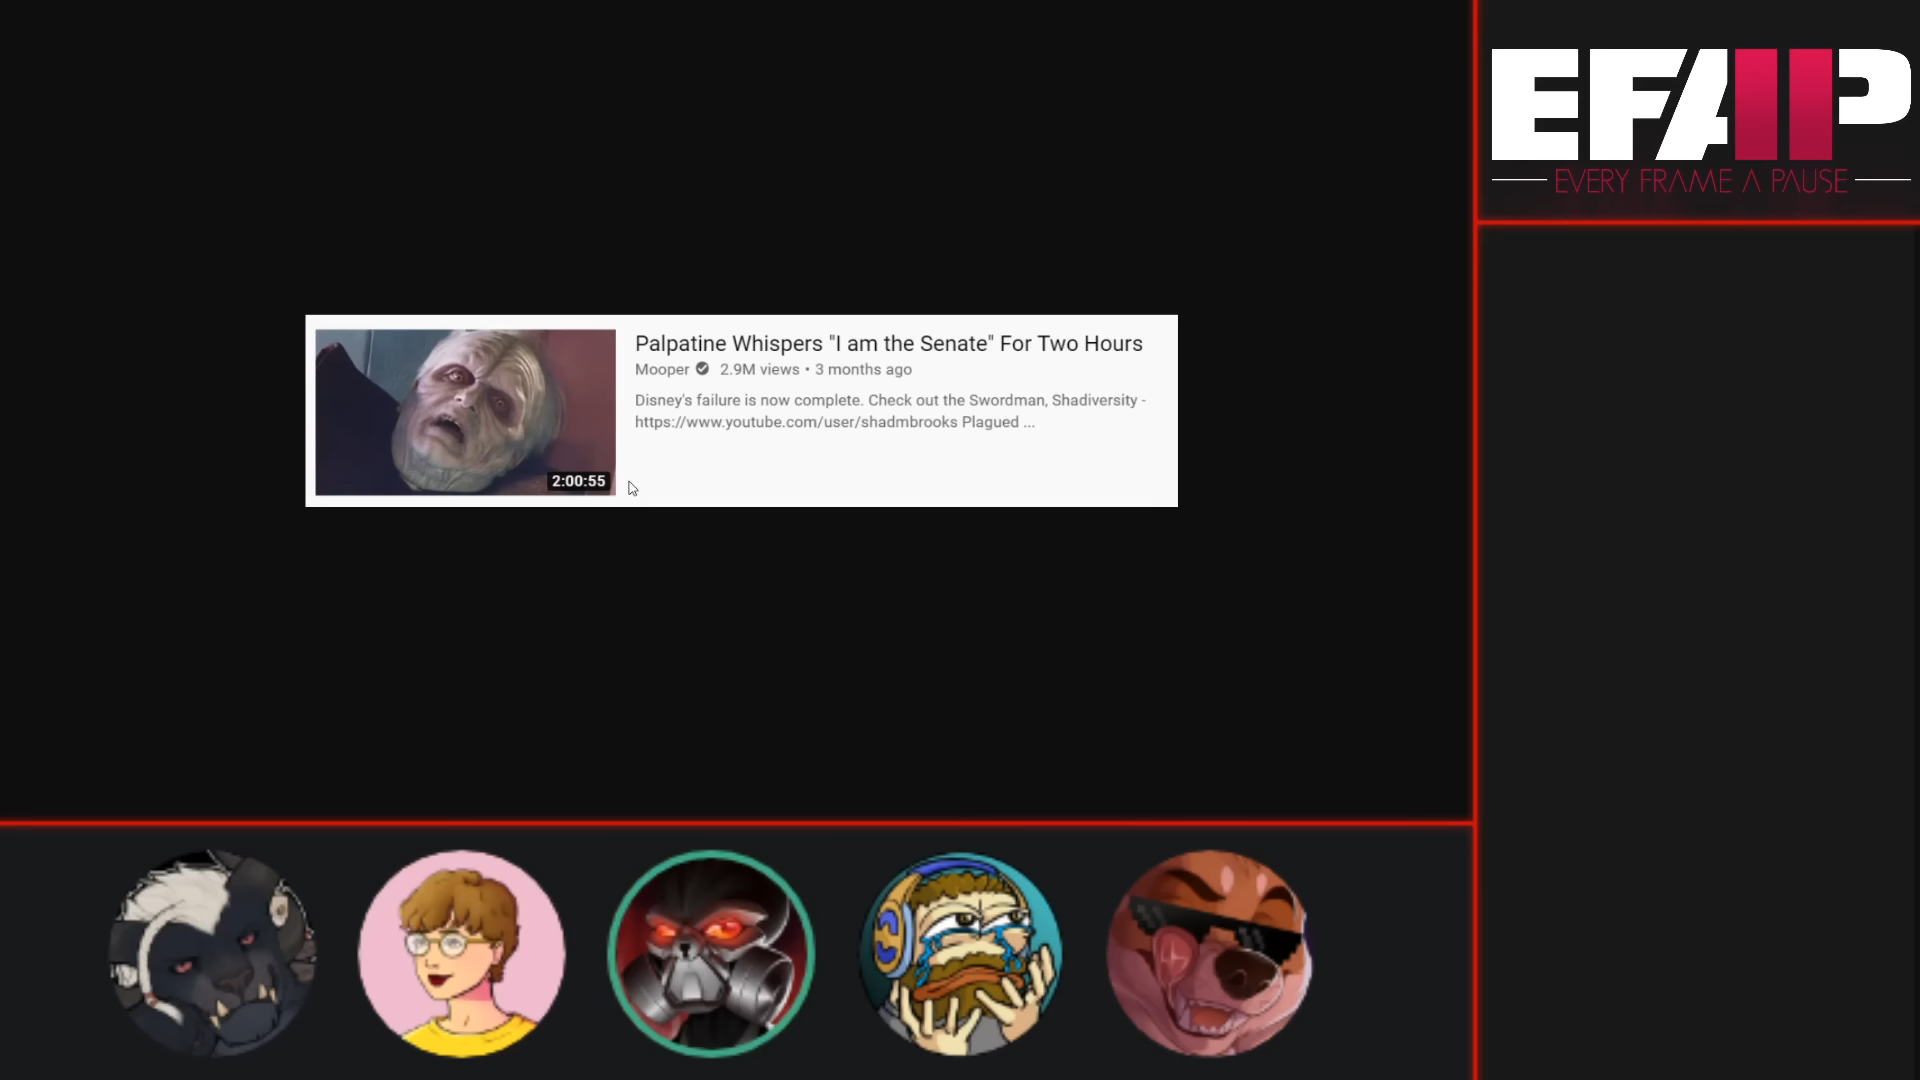 EFAP
EVERY FRAME A PAUSE
Palpatine Whispers "I am the Senate" For Two Hours
Mooper 2.9M views • 3 months ago
Disney's failure is now complete. Check out the Swordman, Shadiversity -
https://www.youtube.com/user/shadmbrooks Plagued ...
2:00:55